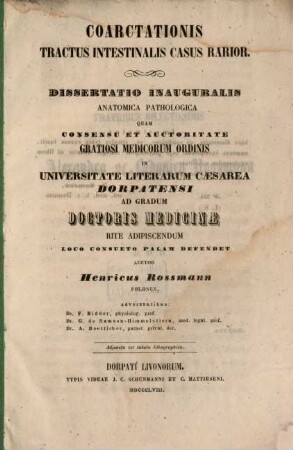 COARCTATIONIS
TRACTUS INTESTINALIS CASUS RARIOR.
DISSERTATIO INAUGURALIS
ANATOMICA PATHOLOGICA
QUAM
CONSENSU ET AUCTORITATE
GRATIOSI MEDICORUM ORDINIS
IN
UNIVERSITATE LITERARUM CÆSAREA
DORPATENSI
AD GRADUM
DOCTORIS MEDICINÆ
RITE ADIPISCENDUM
LOCO CONSUETO PALAM DEFENDET
AUCTOR
Henricus Rossmann
POLONUS.
ADVERSARIIS:
Dr. F. Bidder, physiolog. prof.
Dr. G. de Samson-Himmelstiern, med. legal. prof.
Dr. A. Boettcher, pathol. privat. doc.
Adjuncta est tabula lithographica.
DORPATI LIVONORUM.
TYPIS VIDUAE J. C. SCHÜNMANNI ET C. MATTIESENI.
MDCCCLVIII.